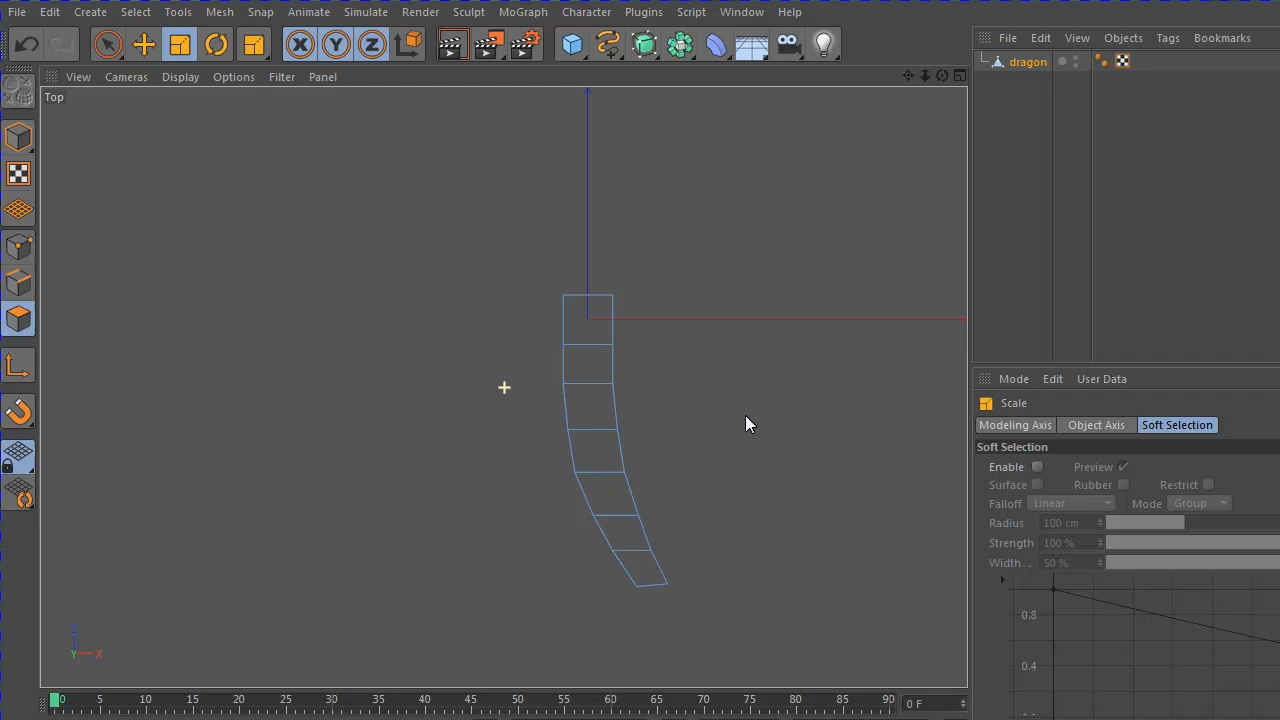 File Edit Create Select Tools Mesh Snap Animate Simulate Render Sculpt MoGraph Character Plugins Script Window Help
X Y Z
File Edit View Objects Tags Bookmarks
dragon
View Cameras Display Options Filter Panel
Top
Mode Edit User Data
Scale
Modeling Axis Object Axis Soft Selection
Soft Selection
Enable Preview
Surface Rubber Restrict
Falloff Linear Mode Group
Radius 100 cm
Strength 100 %
Width . . 50 %
0.8
0.4
Y X
0 5 10 15 20 25 30 35 40 45 50 55 60 65 70 75 80 85 90 0 F